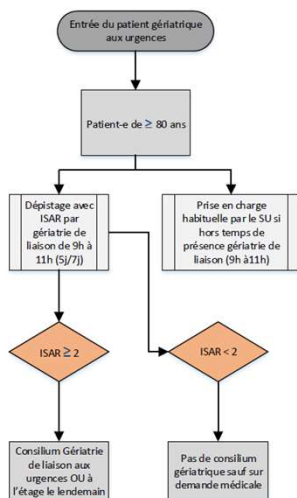 Entrée du patient gériatrique
aux urgences
Patient-e de ≥ 80 ans
Dépistage avec
ISAR par
gériatrie de
liaison de 9h à
11h (5j/7j)
Prise en charge
habituelle par le SU si
hors temps de
présence gériatrie de
liaison (9h à11h)
ISAR ≥ 2
ISAR < 2
Consilium Gériatrie
de liaison aux
urgences OU à
l'étage le lendemain
Pas de consilium
gériatrique sauf sur
demande médicale